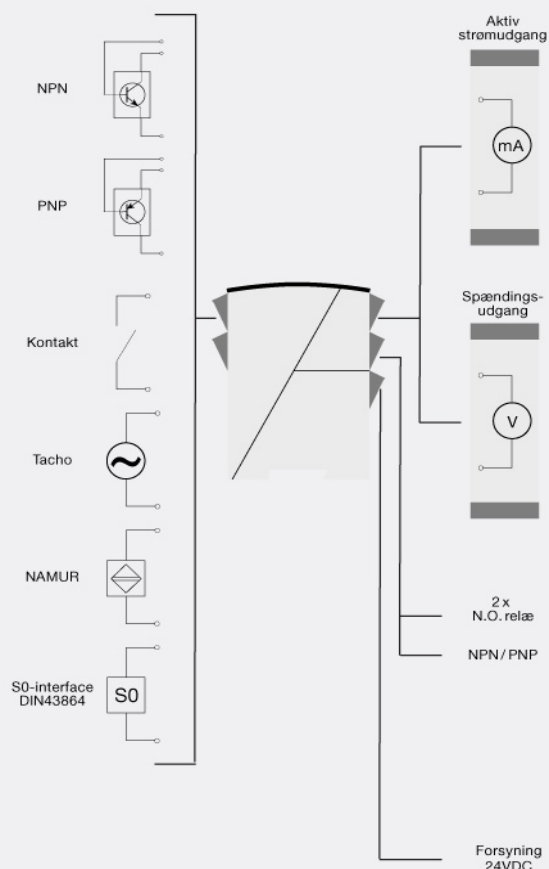 NPN
PNP
Kontakt
Tacho
NAMUR
S0-interface
DIN43864
S0
Aktiv
strømudgang
mA
Spændings-
udgang
V
2 x
N.O. relæ
NPN / PNP
Forsyning
24VDC